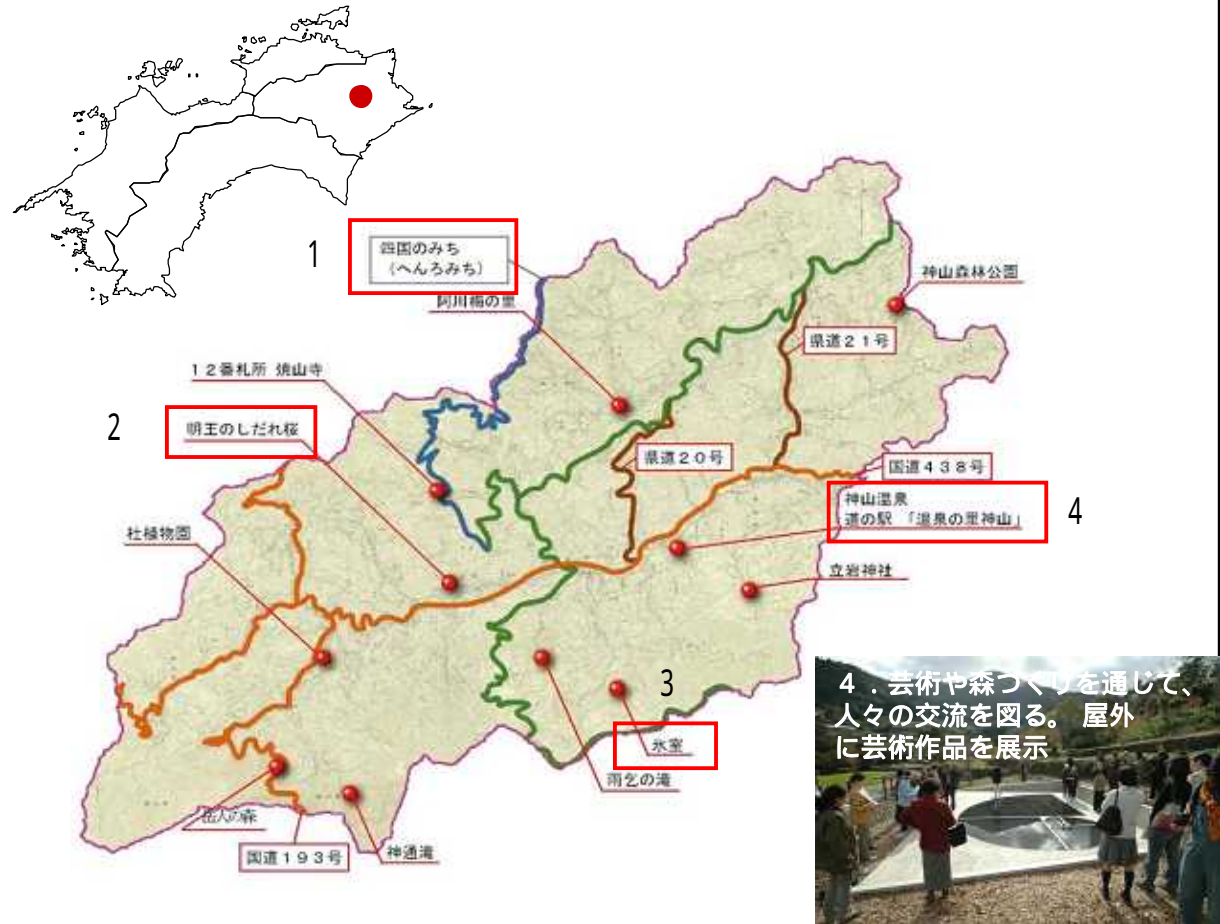 1
四国のみち
（へんろみち）
阿川梅の里
神山森林公園
県道２１号
１２番札所 焼山寺
2
明王のしだれ桜
県道２０号
国道４３８号
神山温泉
道の駅 「温泉の里神山」
4
杜植物園
立岩神社
3
氷室
雨乞の滝
岳人の森
国道１９３号
神通滝
４．芸術や森つくりを通じて、
人々の交流を図る。 屋外
に芸術作品を展示